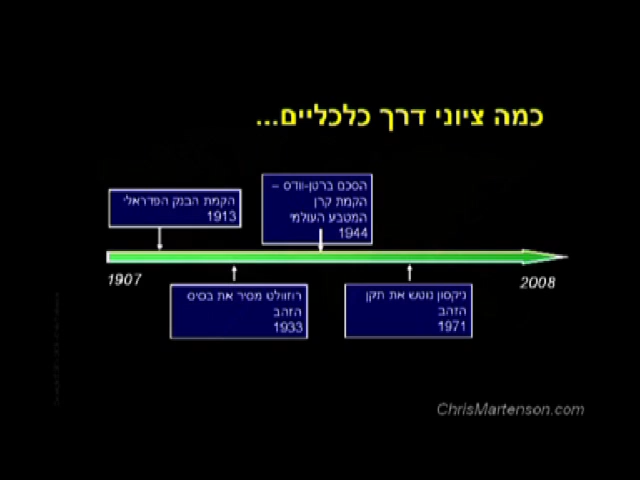 כמה ציוני דרך כלכליים...
הקמת הבנק הפדראלי
1913
הסכם ברטן-וודס –
הקמת קרן
המטבע העולמי
1944
1907
2008
רוזוולט מסיר את בסיס
הזהב
1933
ניקסון נוטש את תקן
הזהב
1971
ChrisMartenson.com